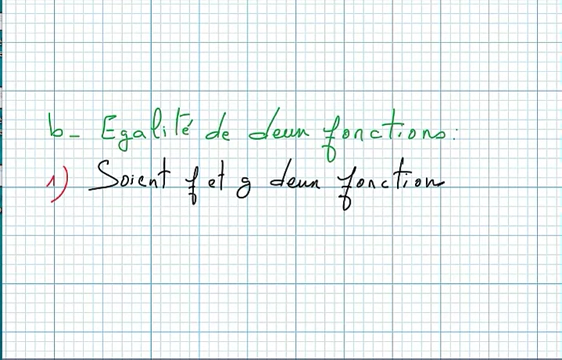 b- Egalité de deux fonctions:
1) Soient f et g deux fonction